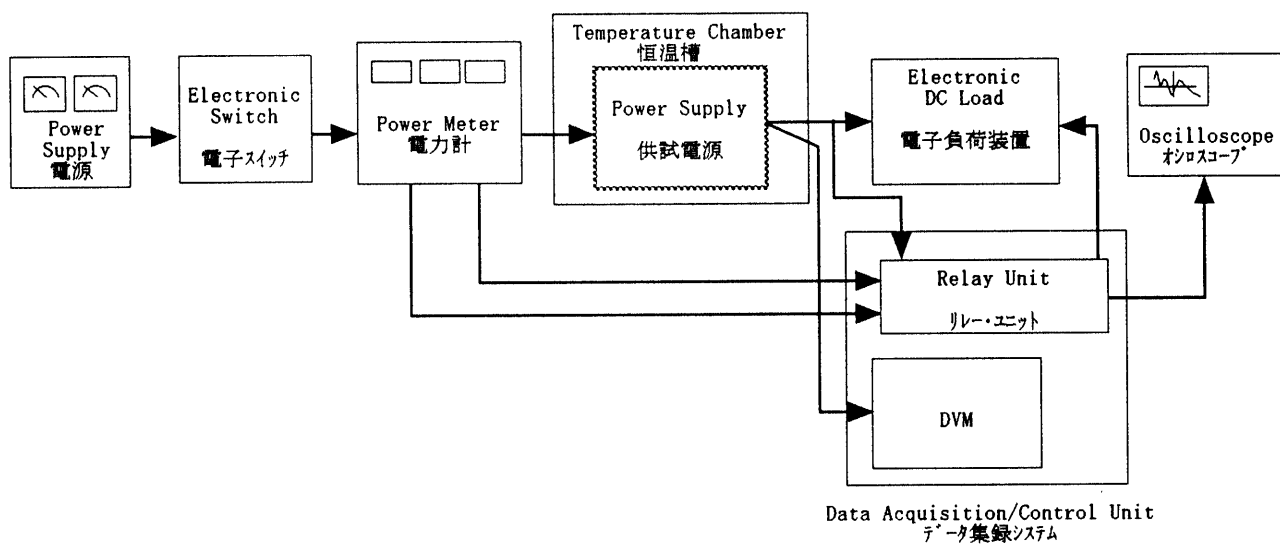 Power
Supply
電源
Electronic
Switch
電子スイッチ
Power Meter
電力計
Temperature Chamber
恒温槽
Power Supply
供試電源
Electronic
DC Load
電子負荷装置
Oscilloscope
オシロスコープ
Relay Unit
リレー・ユニット
DVM
Data Acquisition/Control Unit
データ集録システム